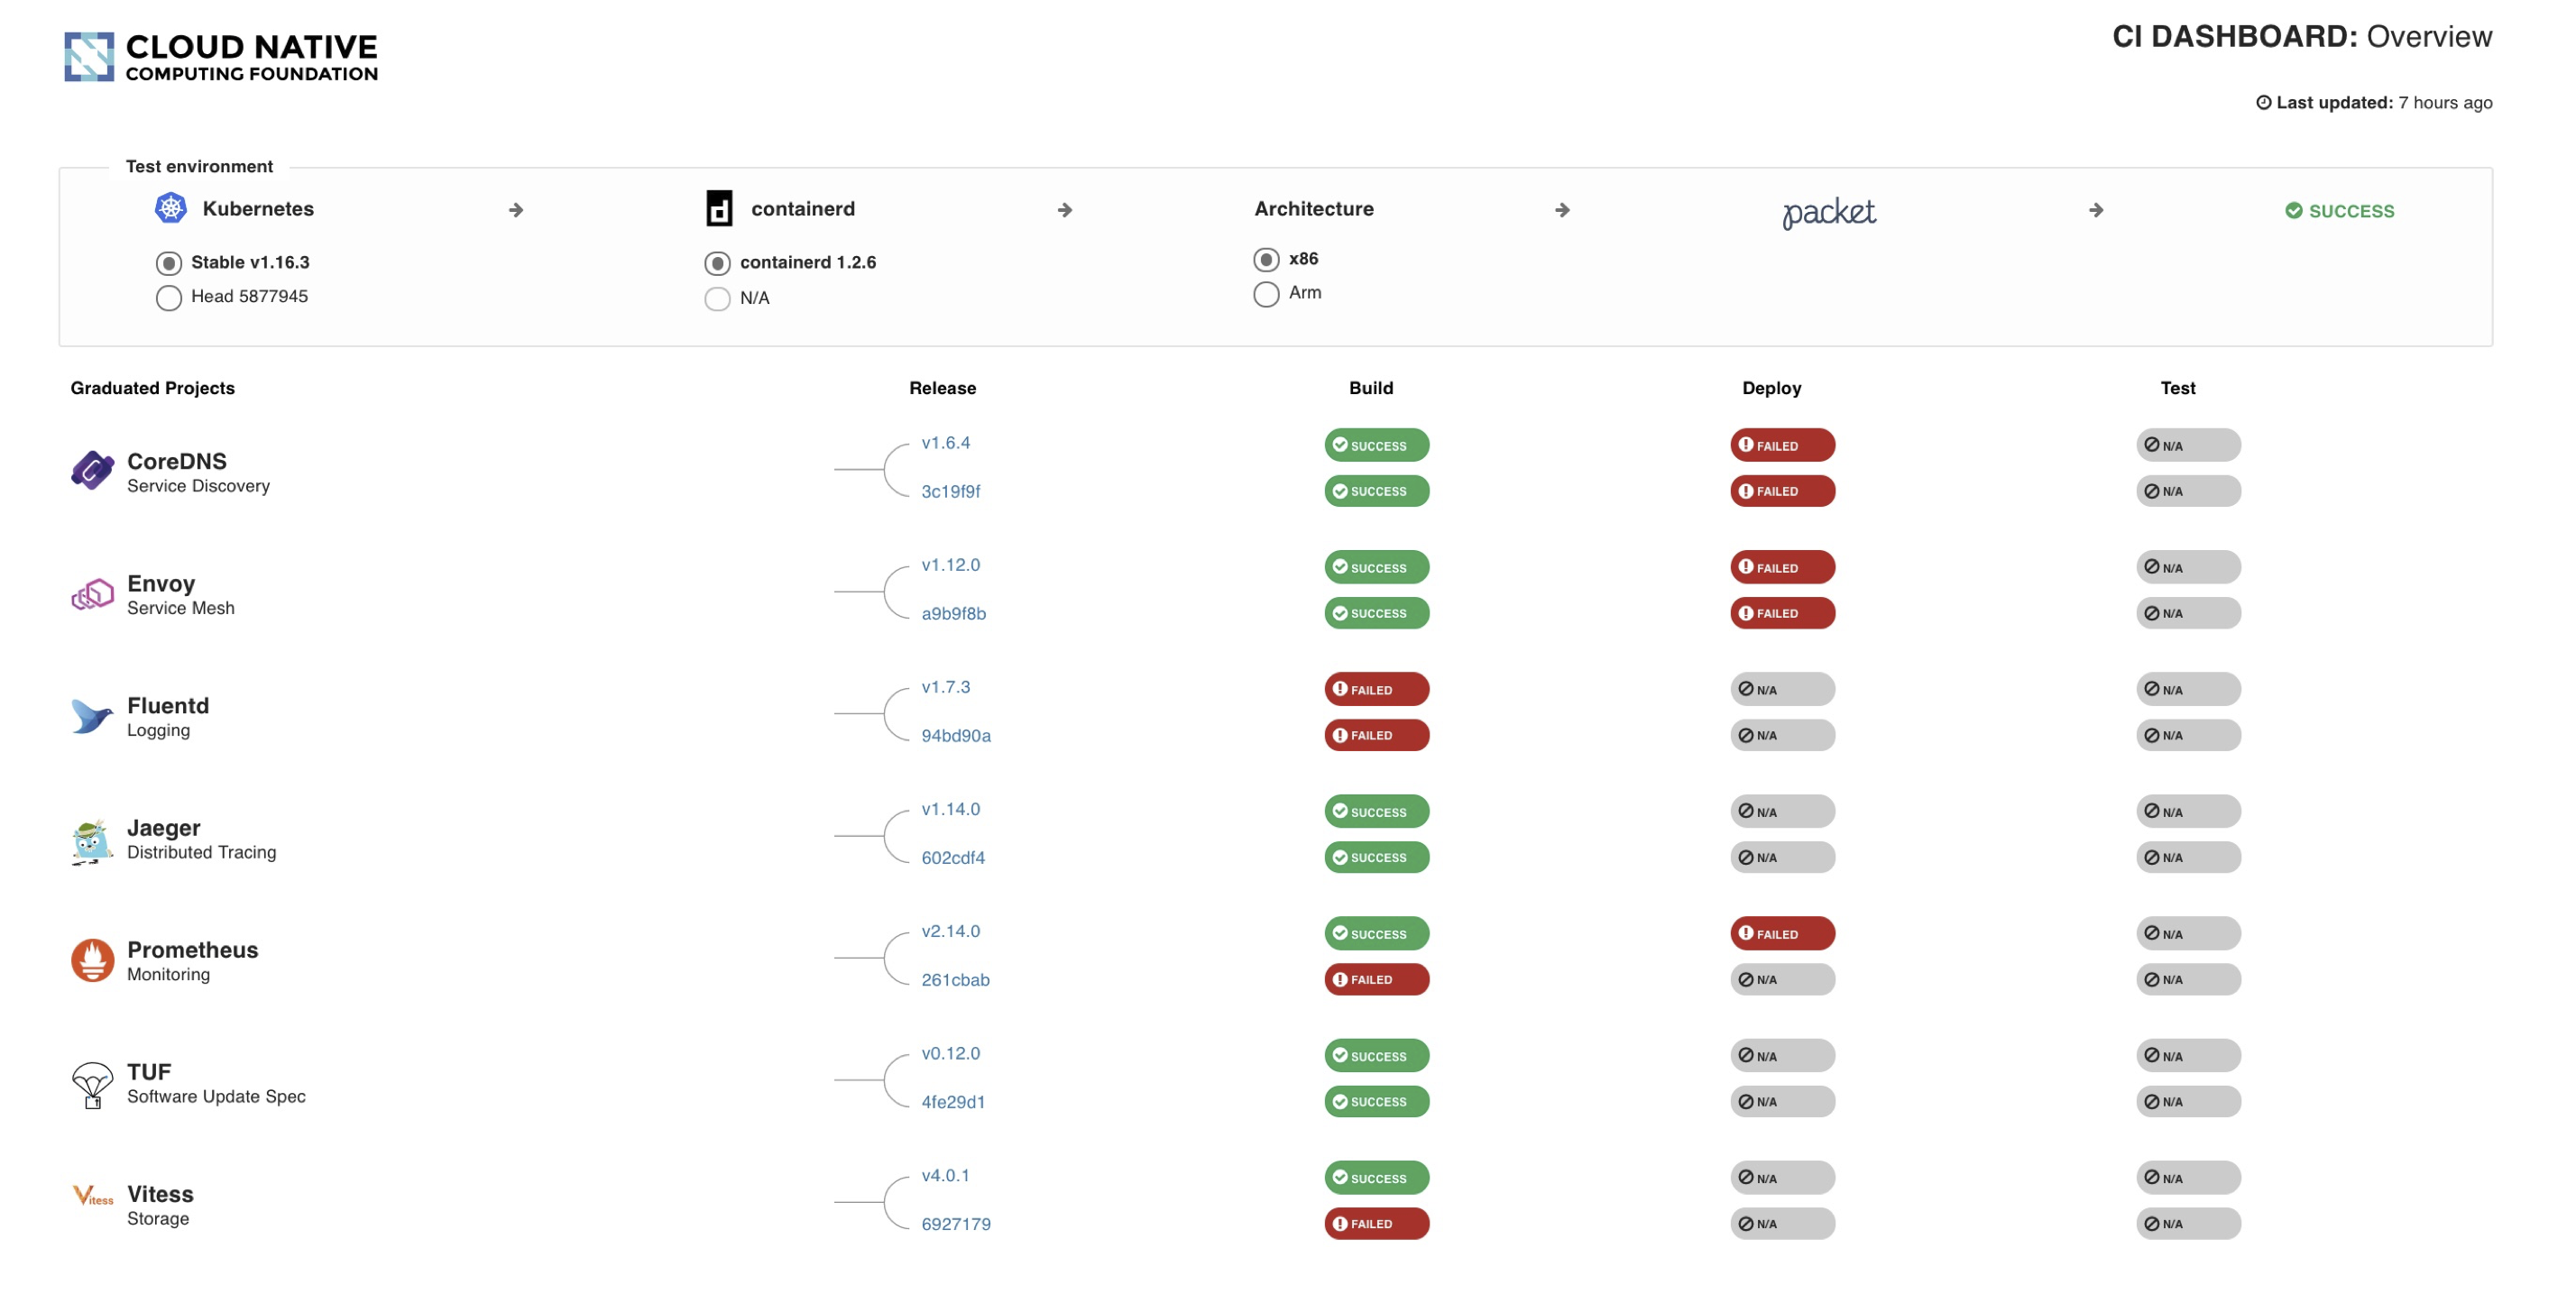 CLOUD NATIVE
COMPUTING FOUNDATION
CI DASHBOARD: Overview
Last updated: 7 hours ago
Test environment
Kubernetes
containerd
Architecture
packet
SUCCESS
Stable v1.16.3
containerd 1.2.6
x86
Head 5877945
N/A
Arm
Graduated Projects Release Build Deploy Test
CoreDNS
Service Discovery
v1.6.4 SUCCESS FAILED N/A
3c19f9f SUCCESS FAILED N/A
Envoy
Service Mesh
v1.12.0 SUCCESS FAILED N/A
a9b9f8b SUCCESS FAILED N/A
Fluentd
Logging
v1.7.3 FAILED N/A N/A
94bd90a FAILED N/A N/A
Jaeger
Distributed Tracing
v1.14.0 SUCCESS N/A N/A
602cdf4 SUCCESS N/A N/A
Prometheus
Monitoring
v2.14.0 SUCCESS FAILED N/A
261cbab FAILED N/A N/A
TUF
Software Update Spec
v0.12.0 SUCCESS N/A N/A
4fe29d1 SUCCESS N/A N/A
Vitess
Vitess
Storage
v4.0.1 SUCCESS N/A N/A
6927179 FAILED N/A N/A